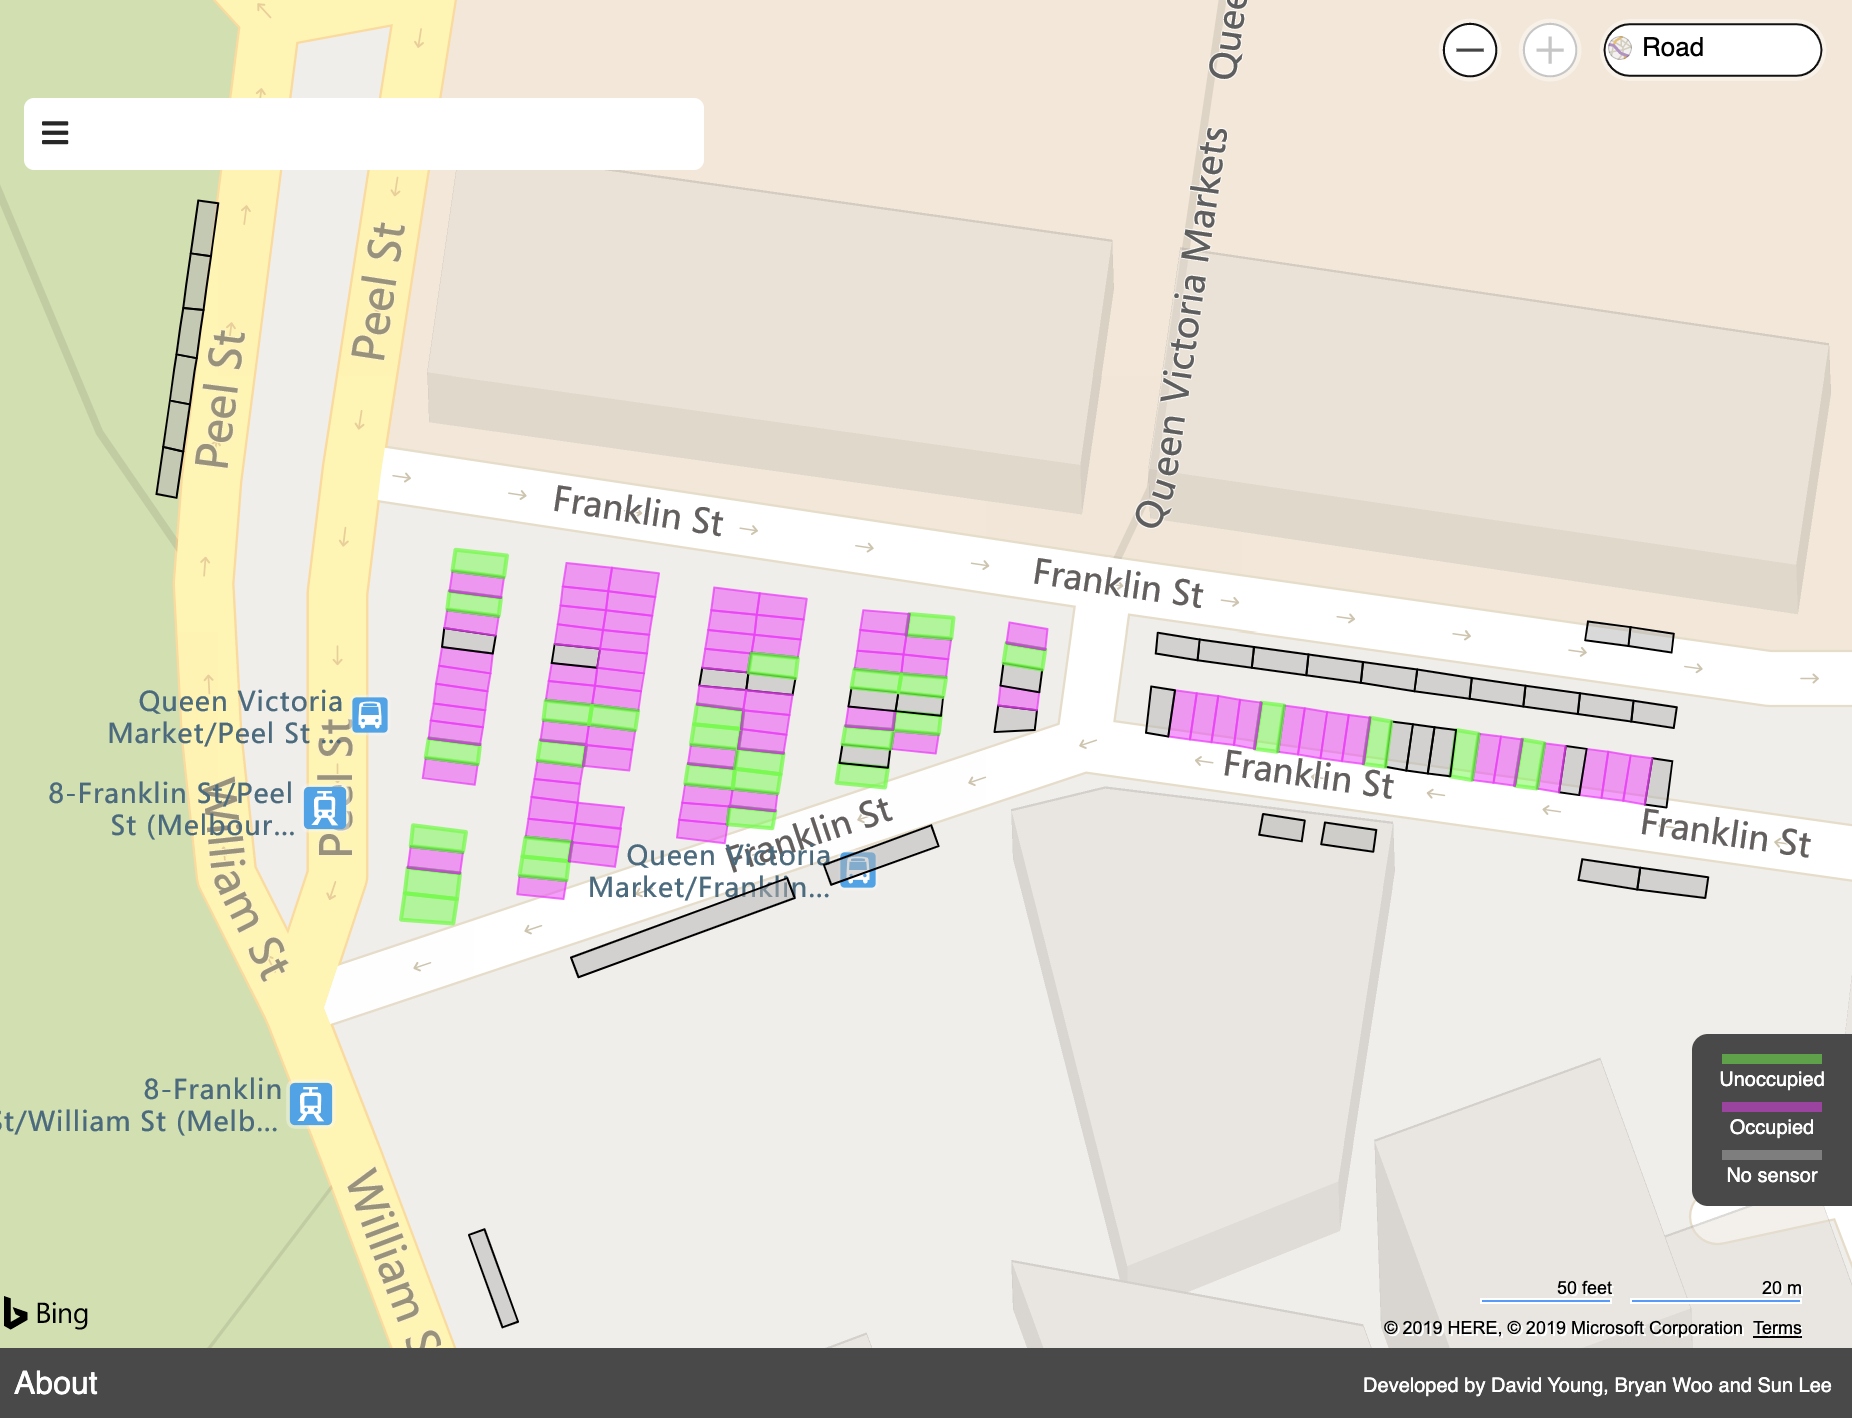 Quee
Road
Peel St
Peel St
Queen Victoria Markets
Franklin St
Franklin St
Queen Victoria
Market/Peel St ...
Peel St
8-Franklin St/Peel
St (Melbour...
William St
Franklin St
Franklin St
Franklin St
Queen Victoria
Market/Franklin...
8-Franklin
St/William St (Melb...
William S
Unoccupied
Occupied
No sensor
50 feet
20 m
Bing
© 2019 HERE, © 2019 Microsoft Corporation Terms
About
Developed by David Young, Bryan Woo and Sun Lee